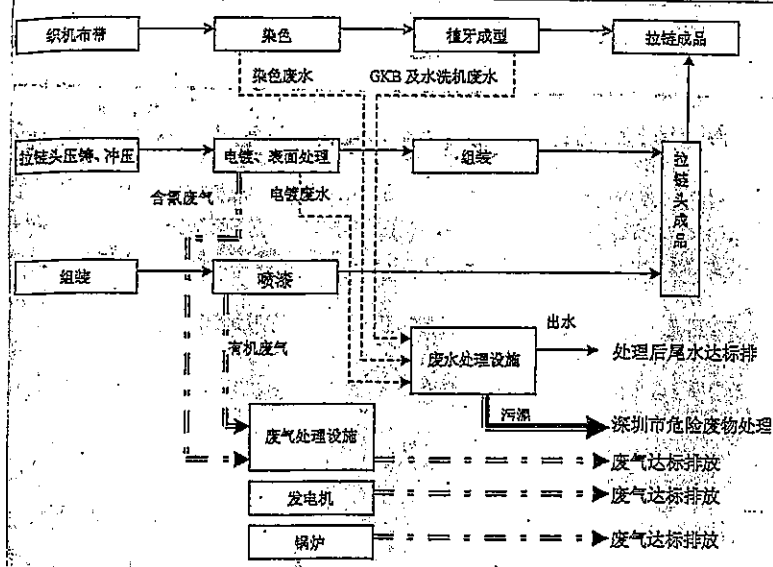 织机布带
染色
植牙成型
拉链成品
染色废水
GKB 及水洗机废水
拉链头压铸、冲压
电镀、表面处理
组装
拉链头成品
含氰废气
电镀废水
组装
喷漆
有机废气
出水
废水处理设施
处理后尾水达标排
污泥
深圳市危险废物处理
废气处理设施
废气达标排放
发电机
废气达标排放
锅炉
废气达标排放